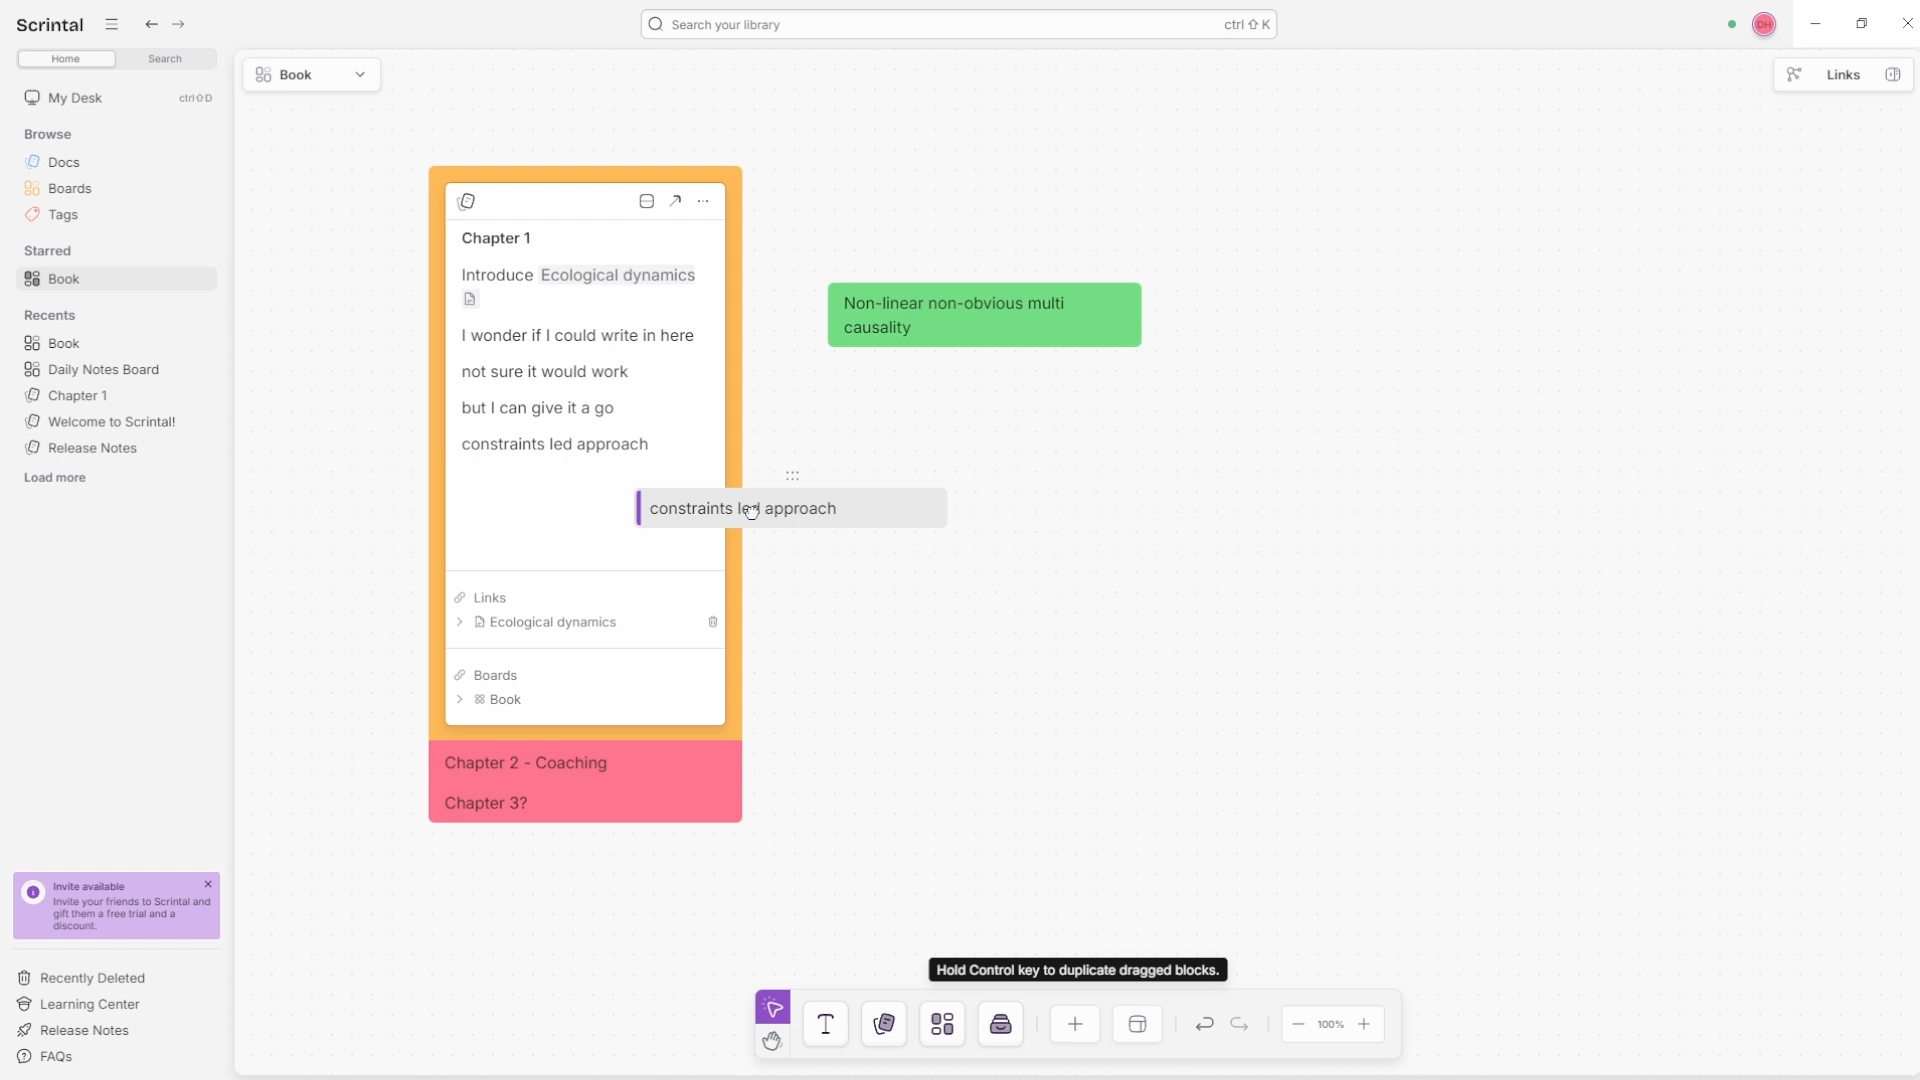 Scrintal
Search your library
ctrl ⇧ K
DH
Home
Search
My Desk
ctrl⇧D
Browse
Docs
Boards
Tags
Starred
Book
Recents
Book
Daily Notes Board
Chapter 1
Welcome to Scrintal!
Release Notes
Load more
Invite available
Invite your friends to Scrintal and
gift them a free trial and a
discount.
Recently Deleted
Learning Center
Release Notes
FAQs
Book
Links
Chapter 1
Introduce Ecological dynamics
I wonder if I could write in here
not sure it would work
but I can give it a go
constraints led approach
constraints led approach
Links
Ecological dynamics
Boards
Book
Chapter 2 - Coaching
Chapter 3?
Non-linear non-obvious multi
causality
Hold Control key to duplicate dragged blocks.
T
100%